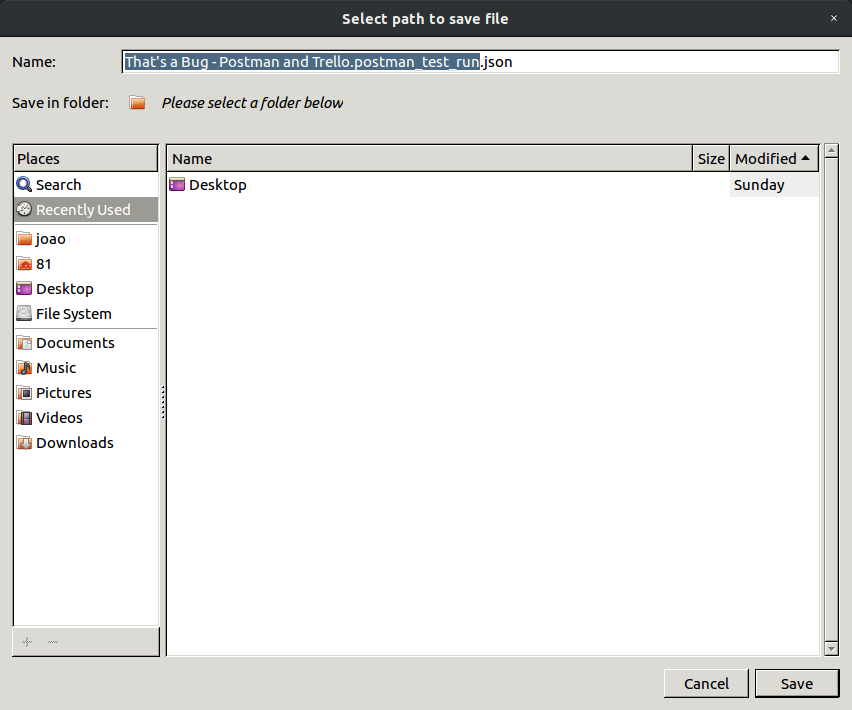 Select path to save file ×
Name: That's a Bug - Postman and Trello.postman_test_run.json
Save in folder: Please select a folder below
Places
Search
Recently Used
joao
81
Desktop
File System
Documents
Music
Pictures
Videos
Downloads
Name Size Modified
Desktop Sunday
Cancel Save